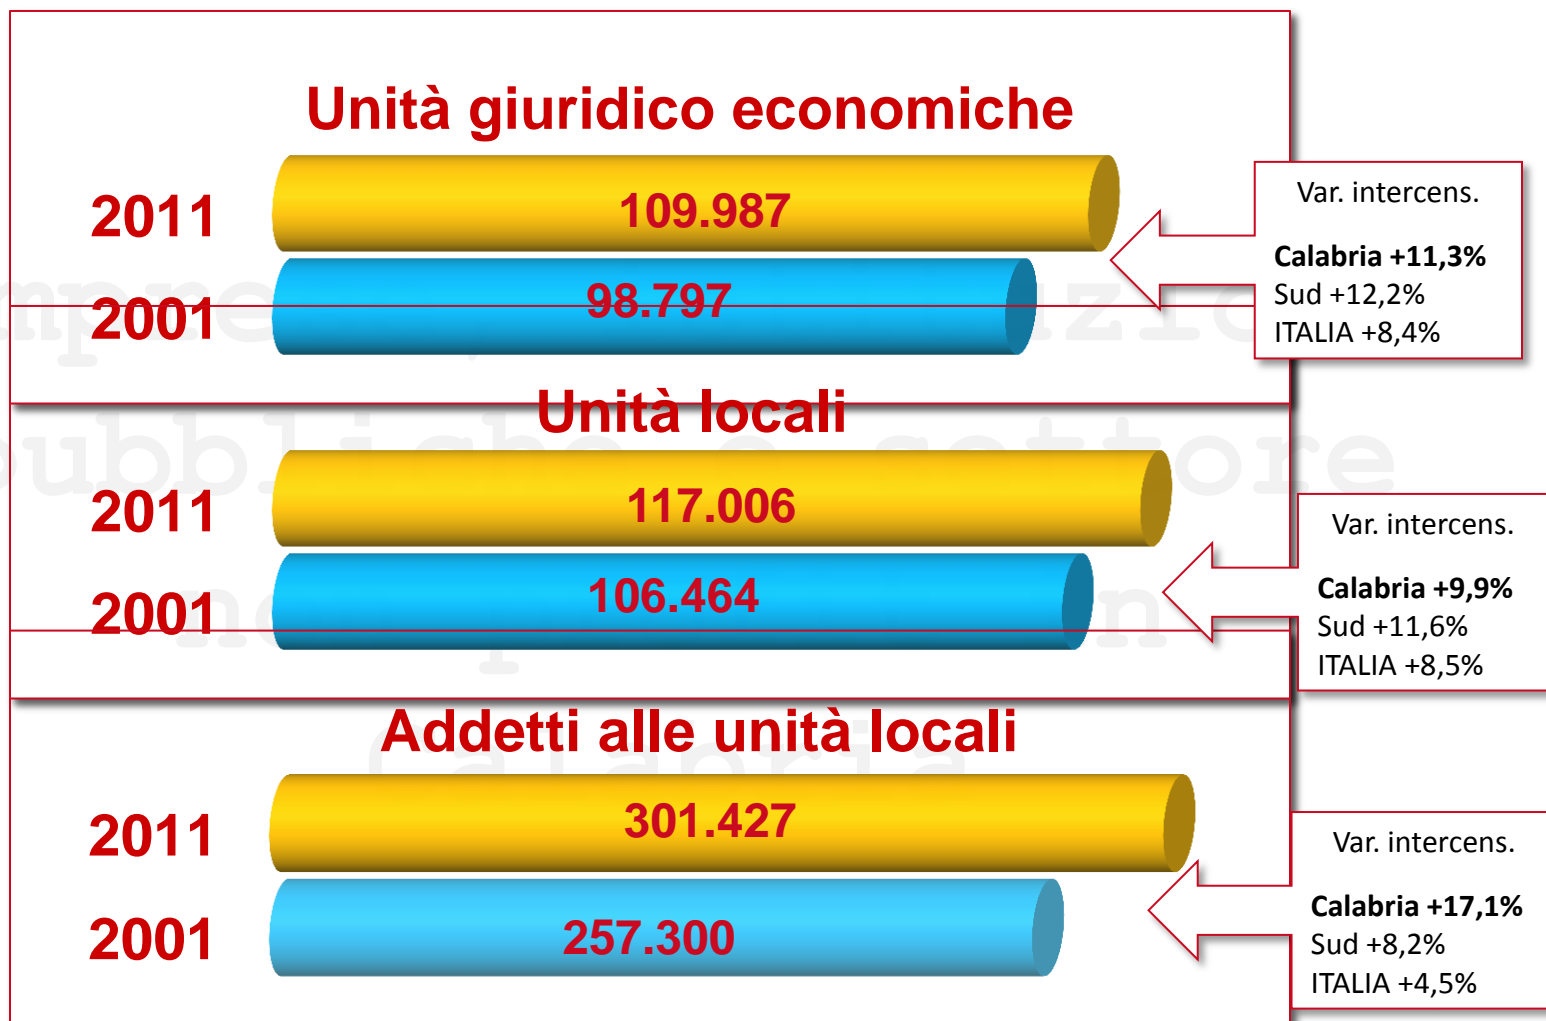 Unità giuridico economiche
2011
109.987
2001
98.797
Var. intercens.
Calabria +11,3%
Sud +12,2%
ITALIA +8,4%
Unità locali
2011
117.006
2001
106.464
Var. intercens.
Calabria +9,9%
Sud +11,6%
ITALIA +8,5%
Addetti alle unità locali
2011
301.427
2001
257.300
Var. intercens.
Calabria +17,1%
Sud +8,2%
ITALIA +4,5%